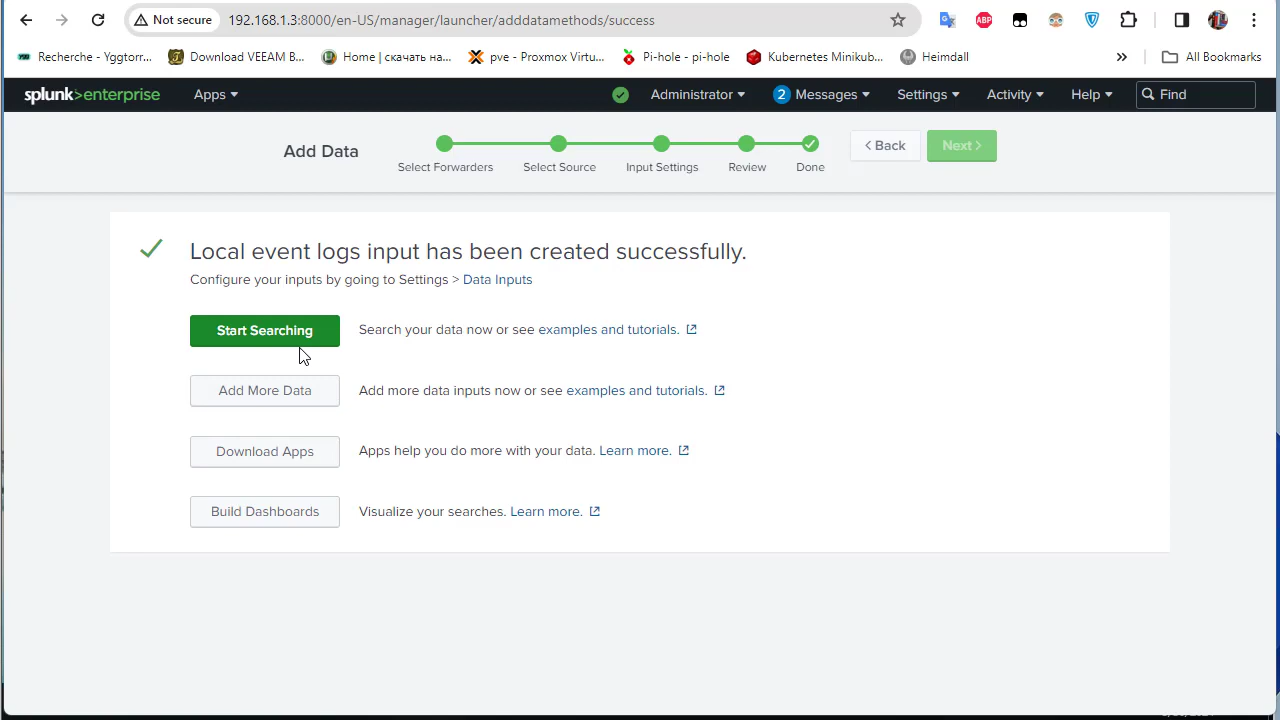 Not secure 192.168.1.3:8000/en-US/manager/launcher/adddatamethods/success ABP
Recherche - Yggtorr... Download VEEAM B... Home | скачать на... pve - Proxmox Virtu... Pi-hole - pi-hole Kubernetes Minikub... Heimdall » All Bookmarks
splunk>enterprise Apps Administrator 2 Messages Settings Activity Help Find
Add Data
Select Forwarders Select Source Input Settings Review Done
< Back Next >
Local event logs input has been created successfully.
Configure your inputs by going to Settings > Data Inputs
Start Searching Search your data now or see examples and tutorials.
Add More Data Add more data inputs now or see examples and tutorials.
Download Apps Apps help you do more with your data. Learn more.
Build Dashboards Visualize your searches. Learn more.